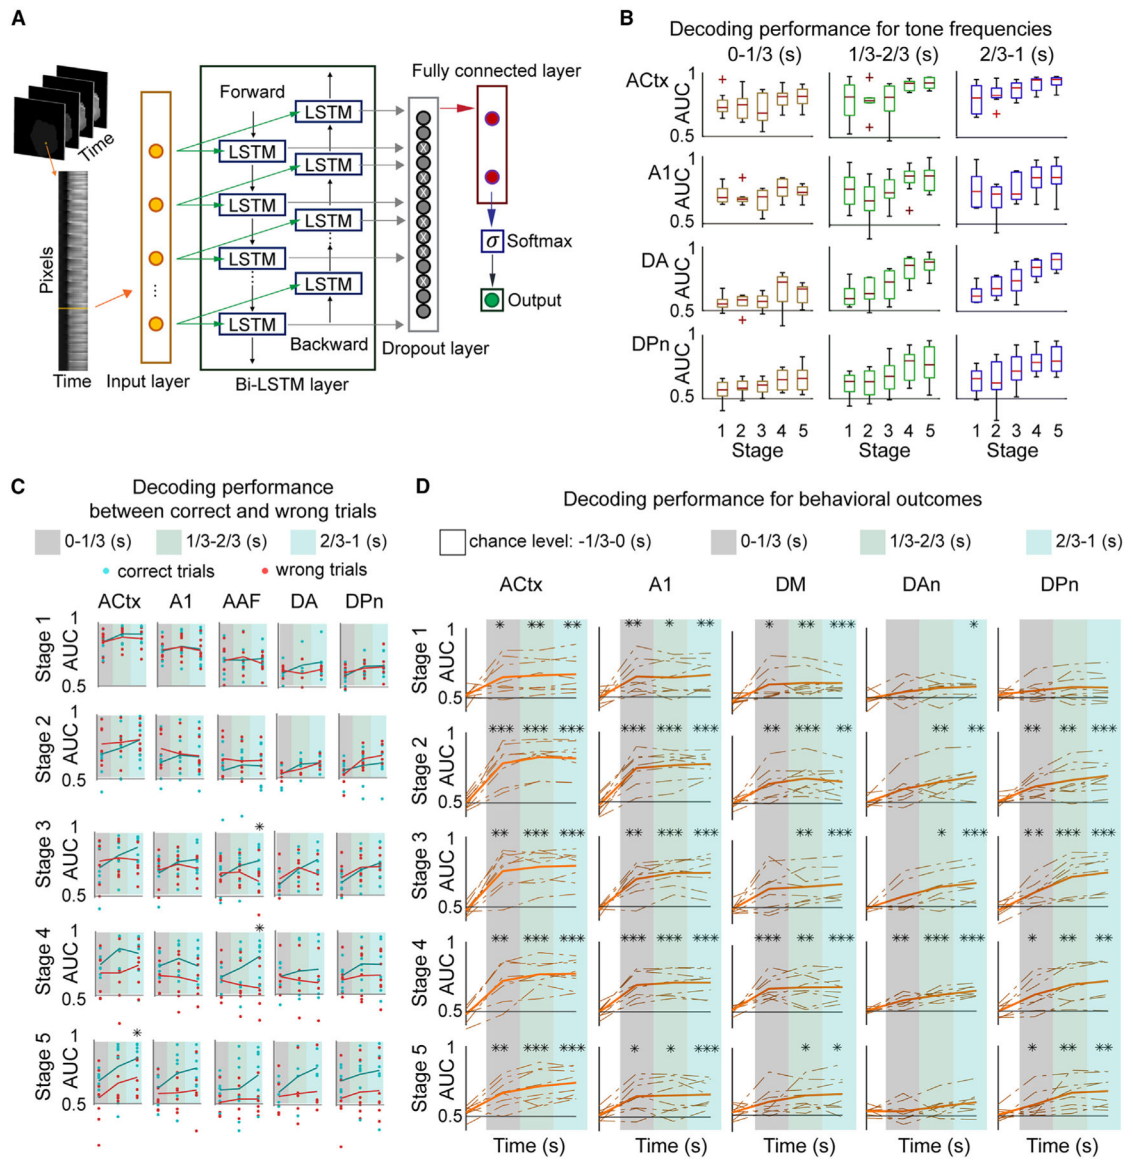 A
Time
Pixels
Time
Input layer
Forward
LSTM
LSTM
LSTM
LSTM
LSTM
LSTM
LSTM
LSTM
Backward
Bi-LSTM layer
Fully connected layer
σ Softmax
Output
Dropout layer
B
Decoding performance for tone frequencies
0-1/3 (s) 1/3-2/3 (s) 2/3-1 (s)
ACtx
AUC
1
0.5
A1
AUC
1
0.5
DA
AUC
1
0.5
DPn
AUC
1
0.5
1 2 3 4 5 1 2 3 4 5 1 2 3 4 5
Stage Stage Stage
C
Decoding performance
between correct and wrong trials
0-1/3 (s) 1/3-2/3 (s) 2/3-1 (s)
correct trials wrong trials
ACtx A1 AAF DA DPn
Stage 1
AUC
1
0.5
Stage 2
AUC
1
0.5
Stage 3
AUC
1
0.5
*
Stage 4
AUC
1
0.5
*
Stage 5
AUC
1
0.5
*
D
Decoding performance for behavioral outcomes
chance level: -1/3-0 (s) 0-1/3 (s) 1/3-2/3 (s) 2/3-1 (s)
ACtx A1 DM DAn DPn
Stage 1
AUC
1
0.5
* ** ** ** * ** * ** *** *
Stage 2
AUC
1
0.5
*** *** *** *** *** *** * *** ** ** ** ** ** ***
Stage 3
AUC
1
0.5
** *** *** ** *** *** ** ** * *** ** *** ***
Stage 4
AUC
1
0.5
** *** *** *** *** *** *** ** *** ** *** *** * ** **
Stage 5
AUC
1
0.5
** *** *** * * *** * * * ** **
Time (s) Time (s) Time (s) Time (s) Time (s)